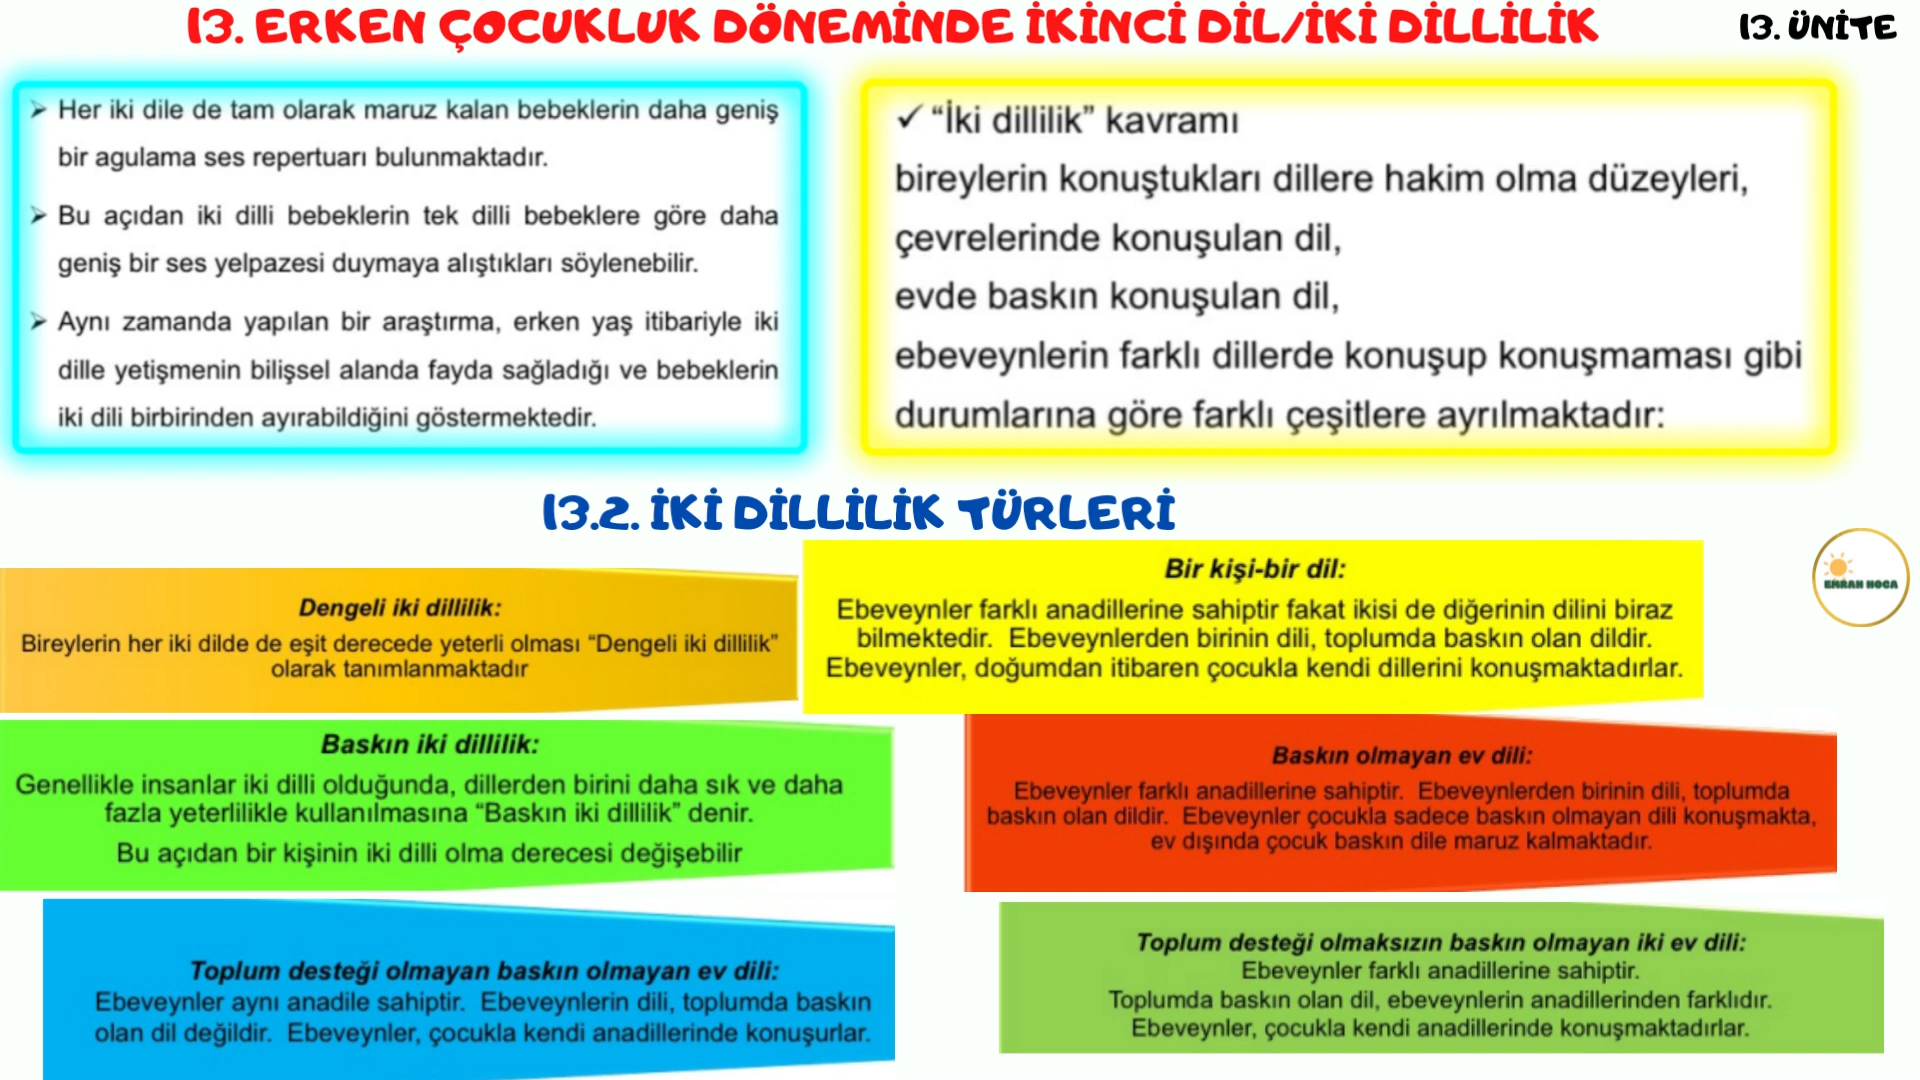 13. ERKEN ÇOCUKLUK DÖNEMİNDE İKİNCİ DİL/İKİ DİLLİLİK
13. ÜNİTE
➢ Her iki dile de tam olarak maruz kalan bebeklerin daha geniş
bir agulama ses repertuarı bulunmaktadır.
➢ Bu açıdan iki dilli bebeklerin tek dilli bebeklere göre daha
geniş bir ses yelpazesi duymaya alıştıkları söylenebilir.
➢ Aynı zamanda yapılan bir araştırma, erken yaş itibariyle iki
dille yetişmenin bilişsel alanda fayda sağladığı ve bebeklerin
iki dili birbirinden ayırabildiğini göstermektedir.
✓ “İki dillilik” kavramı
bireylerin konuştukları dillere hakim olma düzeyleri,
çevrelerinde konuşulan dil,
evde baskın konuşulan dil,
ebeveynlerin farklı dillerde konuşup konuşmaması gibi
durumlarına göre farklı çeşitlere ayrılmaktadır:
13.2. İKİ DİLLİLİK TÜRLERİ
Dengeli iki dillilik:
Bireylerin her iki dilde de eşit derecede yeterli olması “Dengeli iki dillilik”
olarak tanımlanmaktadır
Bir kişi-bir dil:
Ebeveynler farklı anadillerine sahiptir fakat ikisi de diğerinin dilini biraz
bilmektedir. Ebeveynlerden birinin dili, toplumda baskın olan dildir.
Ebeveynler, doğumdan itibaren çocukla kendi dillerini konuşmaktadırlar.
EMRAH HOCA
Baskın iki dillilik:
Genellikle insanlar iki dilli olduğunda, dillerden birini daha sık ve daha
fazla yeterlilikle kullanılmasına “Baskın iki dillilik” denir.
Bu açıdan bir kişinin iki dilli olma derecesi değişebilir
Baskın olmayan ev dili:
Ebeveynler farklı anadillerine sahiptir. Ebeveynlerden birinin dili, toplumda
baskın olan dildir. Ebeveynler çocukla sadece baskın olmayan dili konuşmakta,
ev dışında çocuk baskın dile maruz kalmaktadır.
Toplum desteği olmayan baskın olmayan ev dili:
Ebeveynler aynı anadile sahiptir. Ebeveynlerin dili, toplumda baskın
olan dil değildir. Ebeveynler, çocukla kendi anadillerinde konuşurlar.
Toplum desteği olmaksızın baskın olmayan iki ev dili:
Ebeveynler farklı anadillerine sahiptir.
Toplumda baskın olan dil, ebeveynlerin anadillerinden farklıdır.
Ebeveynler, çocukla kendi anadillerinde konuşmaktadırlar.